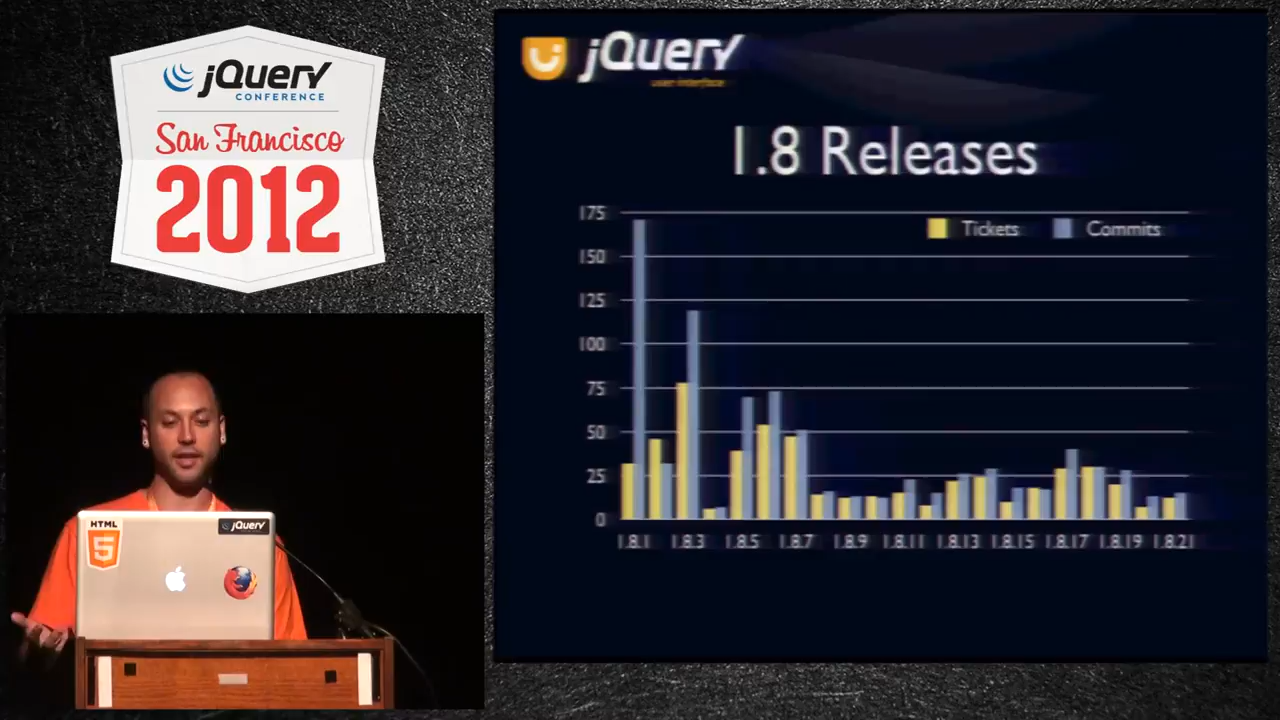 jQuery
CONFERENCE
San Francisco
2012
jQuery
user interface
1.8 Releases
175
150
125
100
75
50
25
0
Tickets
Commits
1.8.1
1.8.3
1.8.5
1.8.7
1.8.9
1.8.11
1.8.13
1.8.15
1.8.17
1.8.19
1.8.21
HTML
5
jQuery